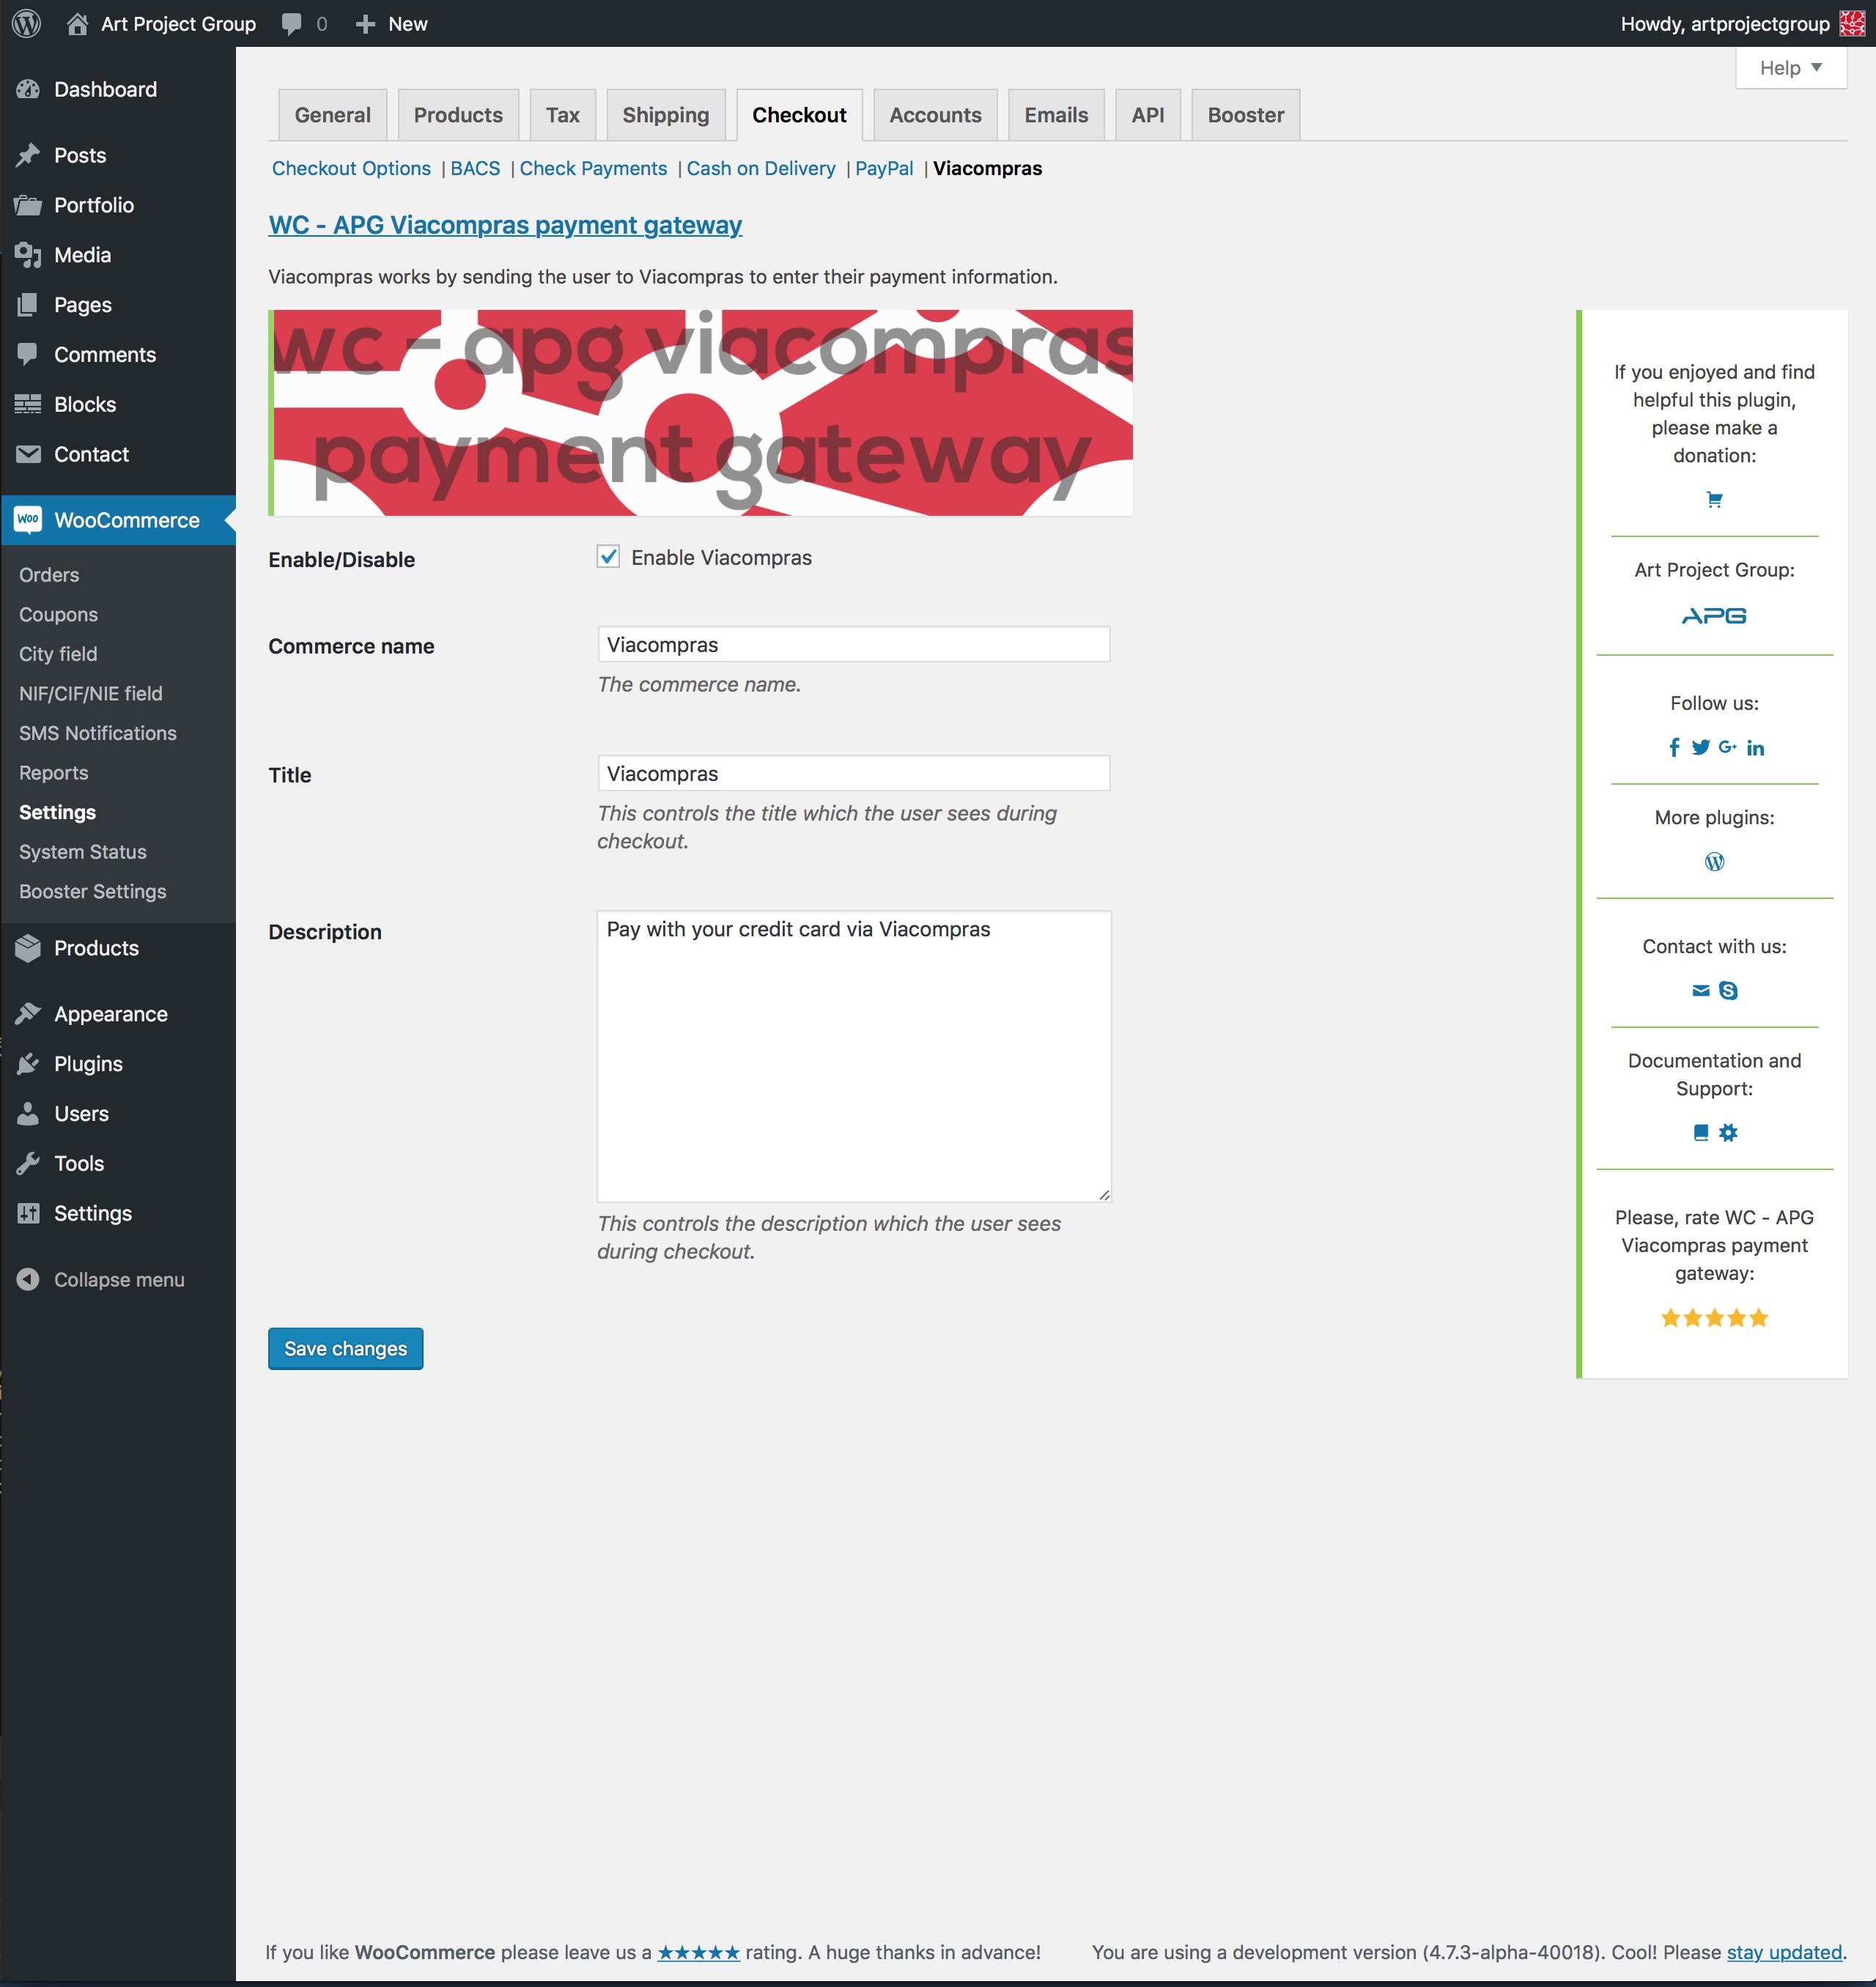 Art Project Group 0 New Howdy, artprojectgroup
Help
Dashboard
Posts
Portfolio
Media
Pages
Comments
Blocks
Contact
Woo WooCommerce
Orders
Coupons
City field
NIF/CIF/NIE field
SMS Notifications
Reports
Settings
System Status
Booster Settings
Products
Appearance
Plugins
Users
Tools
Settings
Collapse menu
General Products Tax Shipping Checkout Accounts Emails API Booster
Checkout Options | BACS | Check Payments | Cash on Delivery | PayPal | Viacompras
WC - APG Viacompras payment gateway
Viacompras works by sending the user to Viacompras to enter their payment information.
wc - apg viacompras
payment gateway
Enable/Disable Enable Viacompras
Commerce name Viacompras
The commerce name.
Title Viacompras
This controls the title which the user sees during
checkout.
Description Pay with your credit card via Viacompras
This controls the description which the user sees
during checkout.
Save changes
If you enjoyed and find
helpful this plugin,
please make a
donation:
Art Project Group:
APG
Follow us:
More plugins:
Contact with us:
Documentation and
Support:
Please, rate WC - APG
Viacompras payment
gateway:
If you like WooCommerce please leave us a ★★★★★ rating. A huge thanks in advance! You are using a development version (4.7.3-alpha-40018). Cool! Please stay updated.